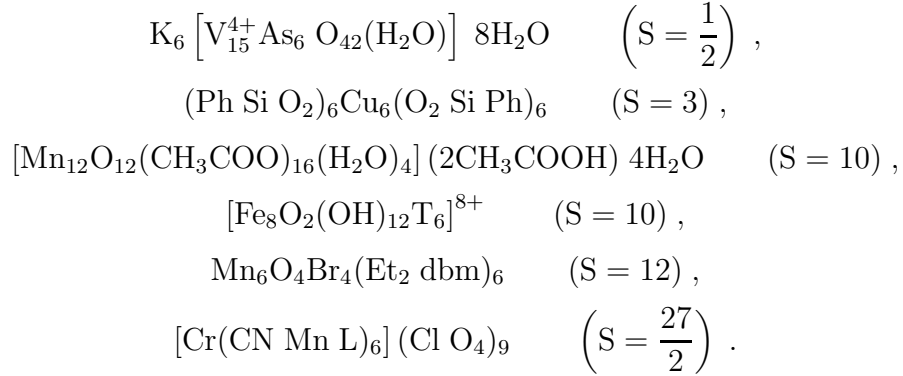 K₆ [V₁₅⁴⁺As₆ O₄₂(H₂O)] 8H₂O (S = 1/2) ,
(Ph Si O₂)₆Cu₆(O₂ Si Ph)₆ (S = 3) ,
[Mn₁₂O₁₂(CH₃COO)₁₆(H₂O)₄] (2CH₃COOH) 4H₂O (S = 10) ,
[Fe₈O₂(OH)₁₂T₆]⁸⁺ (S = 10) ,
Mn₆O₄Br₄(Et₂ dbm)₆ (S = 12) ,
[Cr(CN Mn L)₆] (Cl O₄)₉ (S = 27/2) .